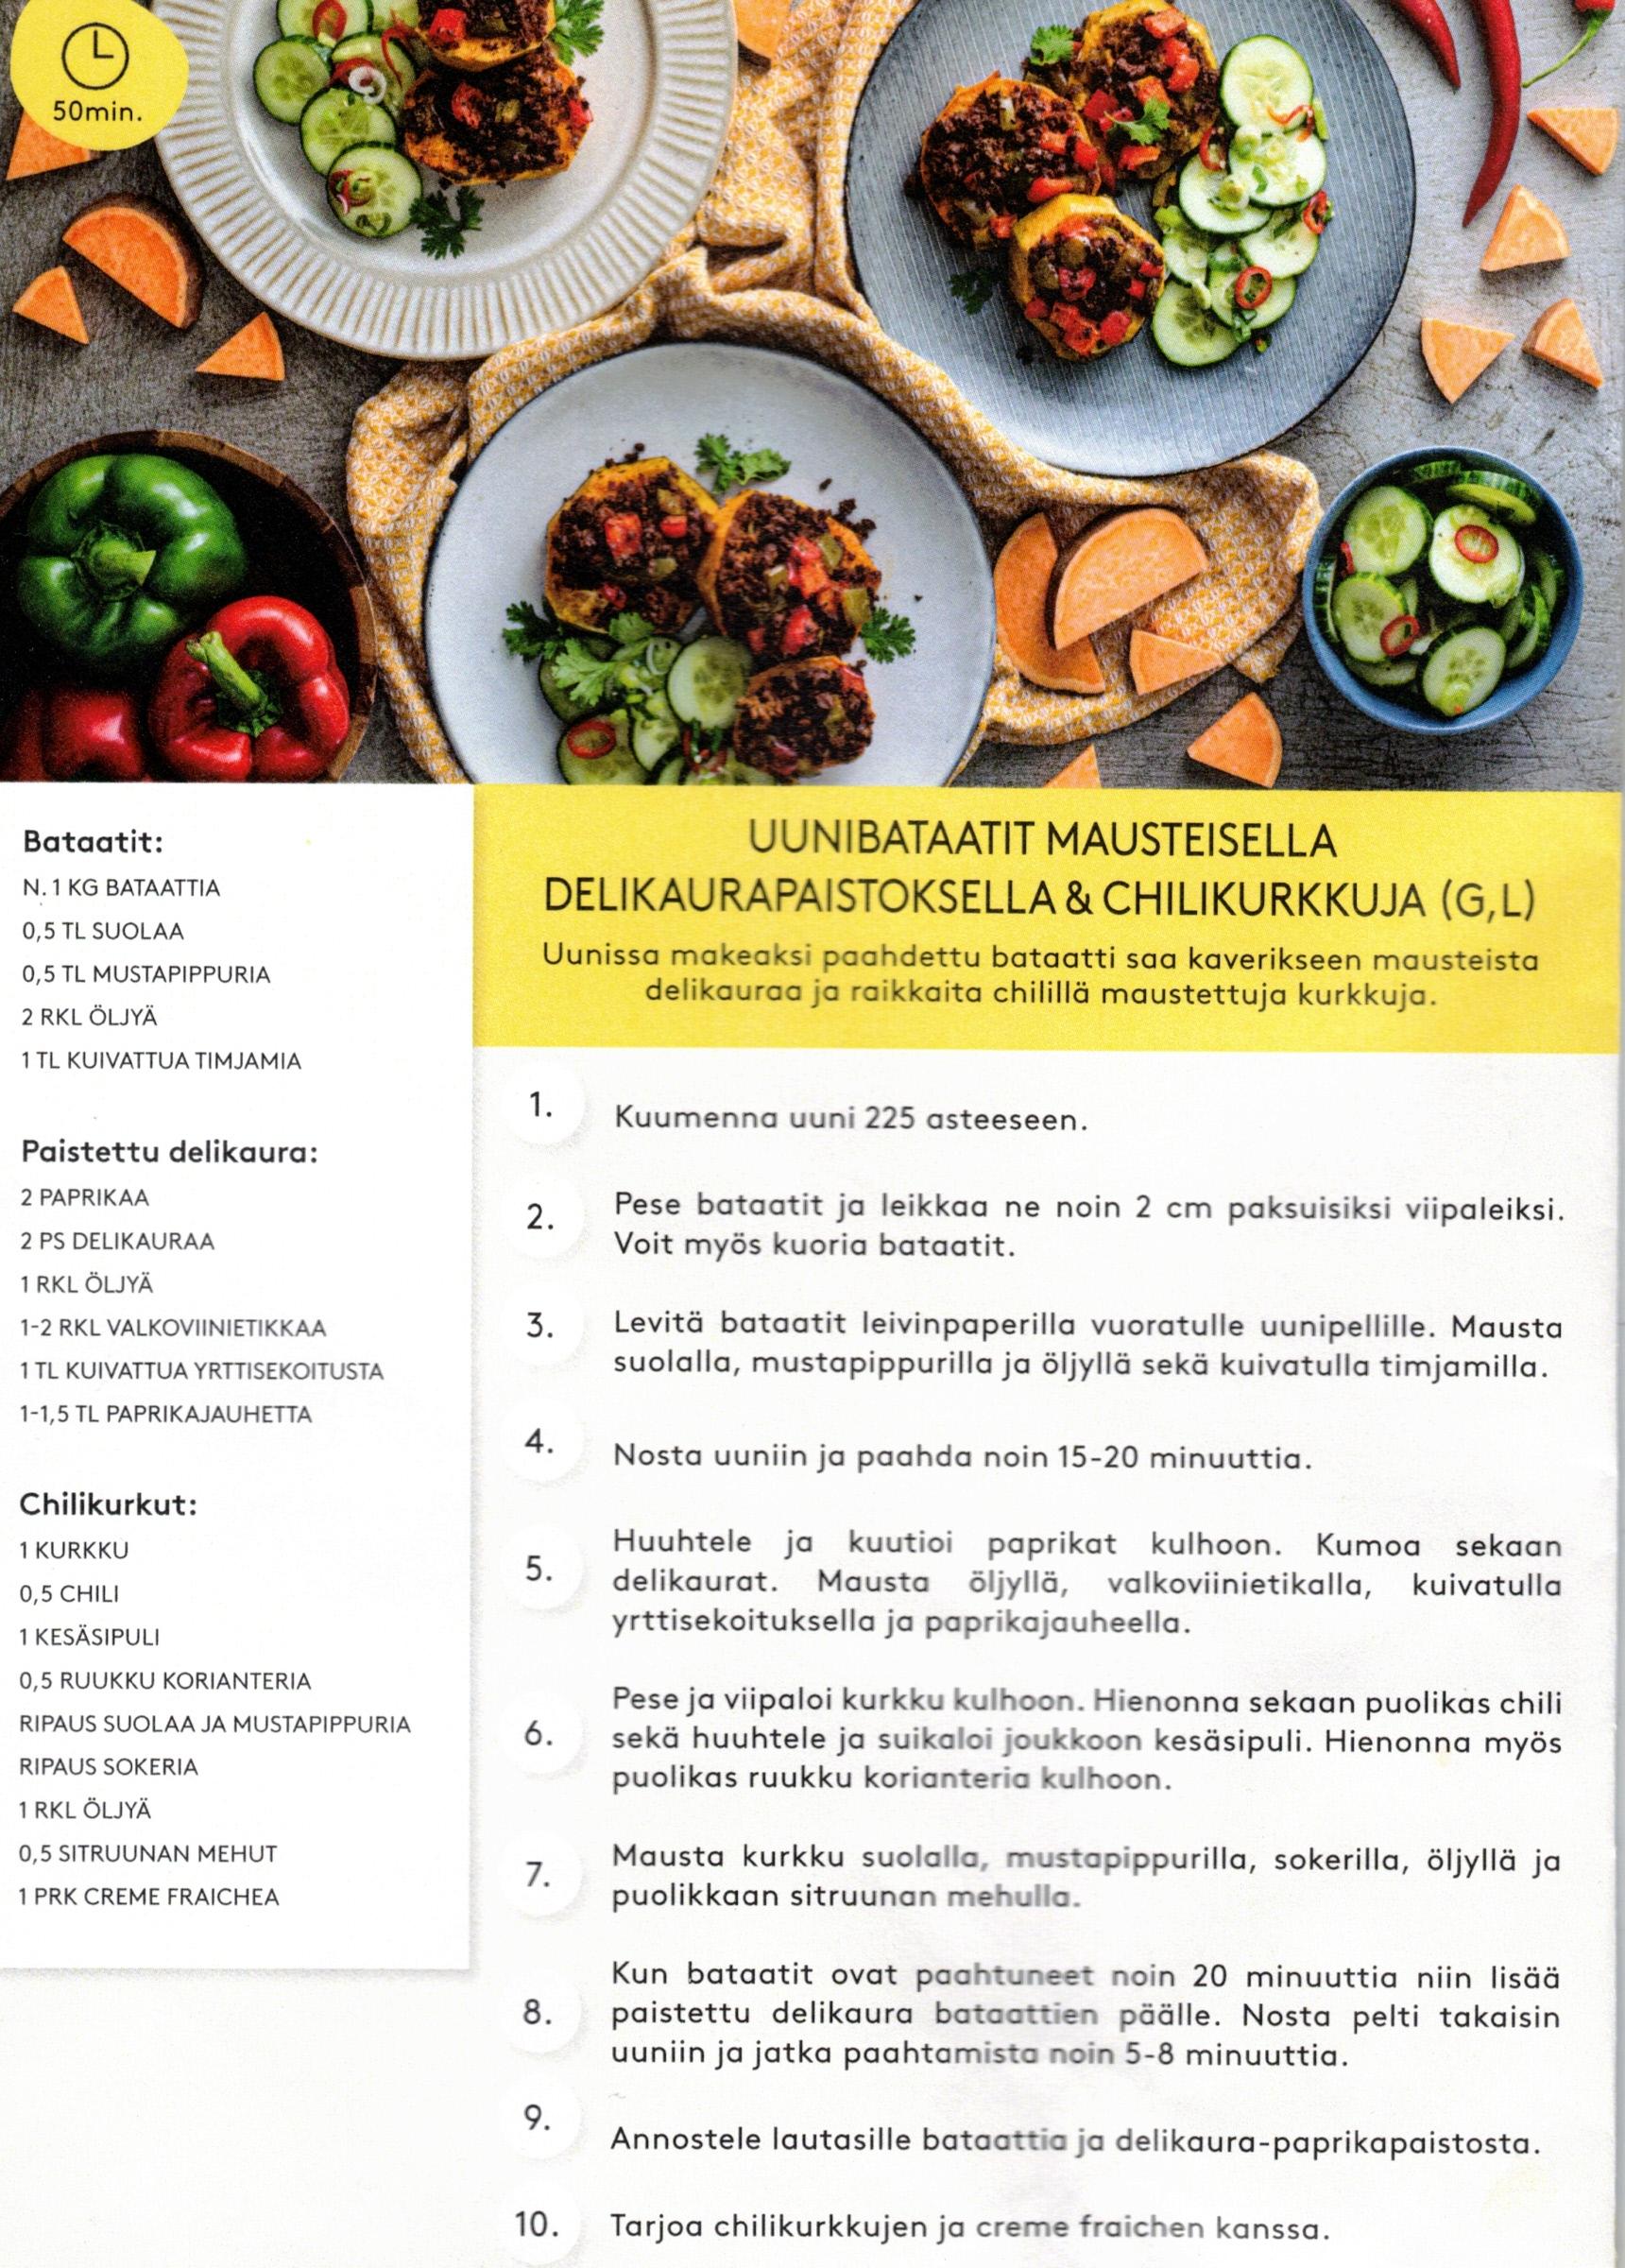 50min.
Bataatit:
N. 1 KG BATAATTIA
0,5 TL SUOLAA
0,5 TL MUSTAPIPPURIA
2 RKL ÖLJYÄ
1 TL KUIVATTUA TIMJAMIA
Paistettu delikaura:
2 PAPRIKAA
2 PS DELIKAURAA
1 RKL ÖLJYÄ
1-2 RKL VALKOVIINIETIKKAA
1 TL KUIVATTUA YRTTISEKOITUSTA
1-1,5 TL PAPRIKAJAUHETTA
Chilikurkut:
1 KURKKU
0,5 CHILI
1 KESÄSIPULI
0,5 RUUKKU KORIANTERIA
RIPAUS SUOLAA JA MUSTAPIPPURIA
RIPAUS SOKERIA
1 RKL ÖLJYÄ
0,5 SITRUUNAN MEHUT
1 PRK CREME FRAICHEA
UUNIBATAATIT MAUSTEISELLA
DELIKAURAPAISTOKSELLA & CHILIKURKKUJA (G,L)
Uunissa makeaksi paahdettu bataatti saa kaverikseen mausteista
delikauraa ja raikkaita chilillä maustettuja kurkkuja.
1. Kuumenna uuni 225 asteeseen.
2. Pese bataatit ja leikkaa ne noin 2 cm paksuisiksi viipaleiksi.
Voit myös kuoria bataatit.
3. Levitä bataatit leivinpaperilla vuoratulle uunipellille. Mausta
suolalla, mustapippurilla ja öljyllä sekä kuivatulla timjamilla.
4. Nosta uuniin ja paahda noin 15-20 minuuttia.
5. Huuhtele ja kuutioi paprikat kulhoon. Kumoa sekaan
delikaurat. Mausta öljyllä, valkoviinietikalla, kuivatulla
yrttisekoituksella ja paprikajauheella.
6. Pese ja viipaloi kurkku kulhoon. Hienonna sekaan puolikas chili
sekä huuhtele ja suikaloi joukkoon kesäsipuli. Hienonna myös
puolikas ruukku korianteria kulhoon.
7. Mausta kurkku suolalla, mustapippurilla, sokerilla, öljyllä ja
puolikkaan sitruunan mehulla.
8. Kun bataatit ovat paahtuneet noin 20 minuuttia niin lisää
paistettu delikaura bataattien päälle. Nosta pelti takaisin
uuniin ja jatka paahtamista noin 5-8 minuuttia.
9. Annostele lautasille bataattia ja delikaura-paprikapaistosta.
10. Tarjoa chilikurkkujen ja creme fraichen kanssa.